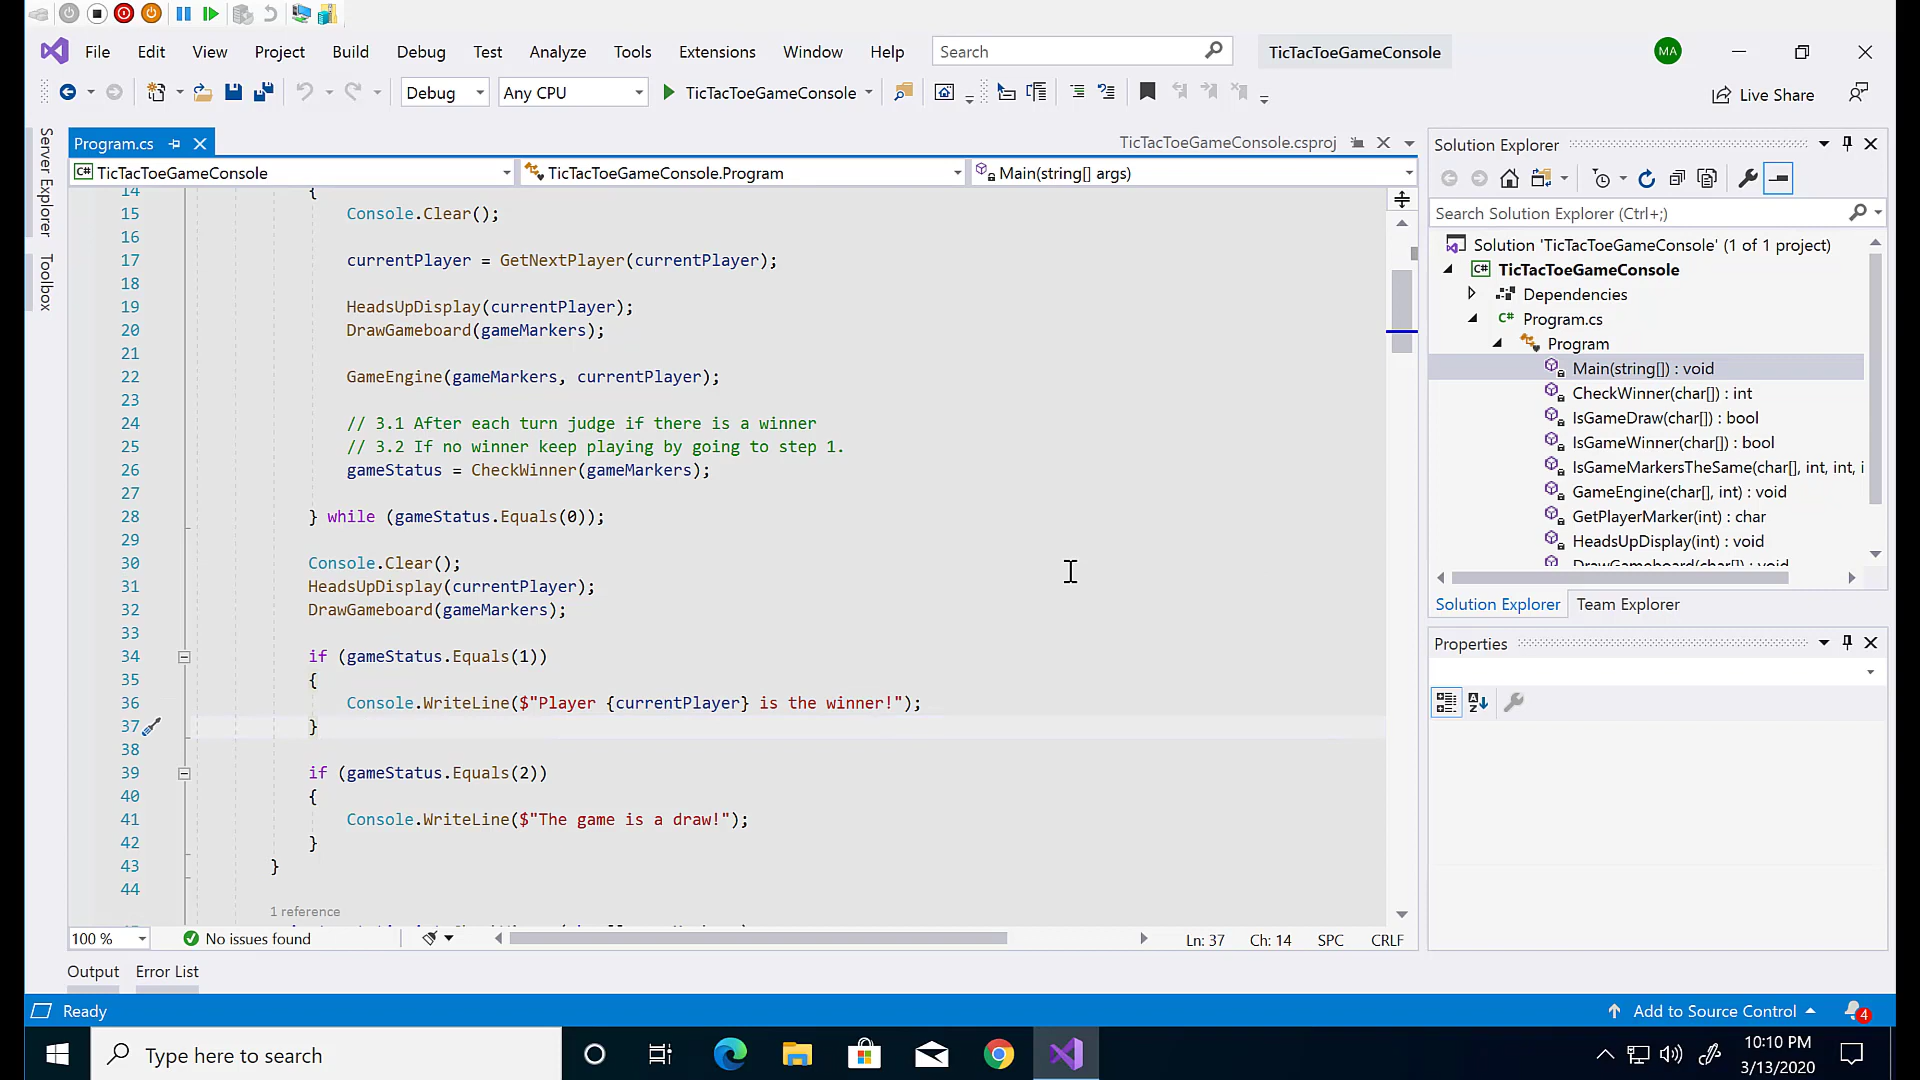 File Edit View Project Build Debug Test Analyze Tools Extensions Window Help Search TicTacToeGameConsole MA
Debug Any CPU TicTacToeGameConsole Live Share
Server Explorer
Toolbox
Program.cs TicTacToeGameConsole.csproj
TicTacToeGameConsole TicTacToeGameConsole.Program Main(string[] args)
14 {
15 Console.Clear();
16
17 currentPlayer = GetNextPlayer(currentPlayer);
18
19 HeadsUpDisplay(currentPlayer);
20 DrawGameboard(gameMarkers);
21
22 GameEngine(gameMarkers, currentPlayer);
23
24 // 3.1 After each turn judge if there is a winner
25 // 3.2 If no winner keep playing by going to step 1.
26 gameStatus = CheckWinner(gameMarkers);
27
28 } while (gameStatus.Equals(0));
29
30 Console.Clear();
31 HeadsUpDisplay(currentPlayer);
32 DrawGameboard(gameMarkers);
33
34 if (gameStatus.Equals(1))
35 {
36 Console.WriteLine($"Player {currentPlayer} is the winner!");
37 }
38
39 if (gameStatus.Equals(2))
40 {
41 Console.WriteLine($"The game is a draw!");
42 }
43 }
44
1 reference
100 % No issues found Ln: 37 Ch: 14 SPC CRLF
Output Error List
Solution Explorer
Search Solution Explorer (Ctrl+;)
Solution 'TicTacToeGameConsole' (1 of 1 project)
C# TicTacToeGameConsole
Dependencies
C# Program.cs
Program
Main(string[]) : void
CheckWinner(char[]) : int
IsGameDraw(char[]) : bool
IsGameWinner(char[]) : bool
IsGameMarkersTheSame(char[], int, int, i
GameEngine(char[], int) : void
GetPlayerMarker(int) : char
HeadsUpDisplay(int) : void
DrawGameboard(char[]) : void
Solution Explorer Team Explorer
Properties
Ready Add to Source Control 4
Type here to search 10:10 PM
3/13/2020